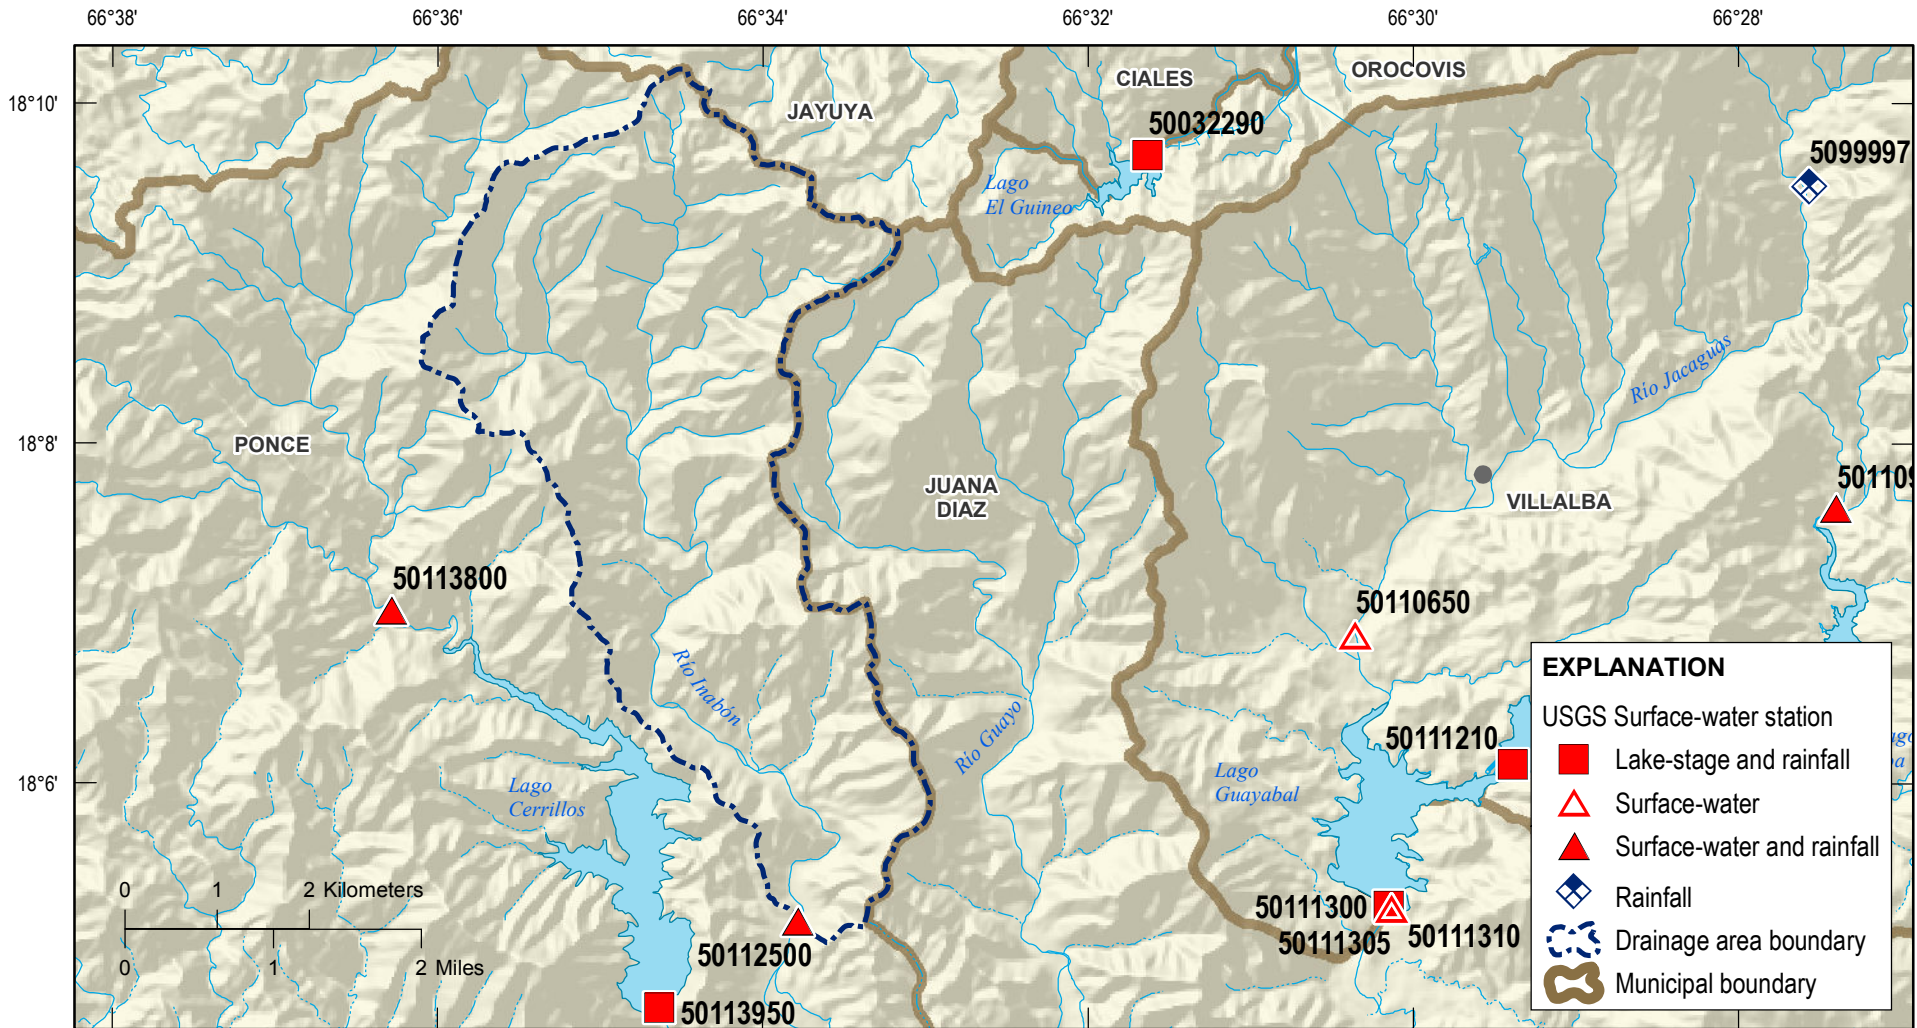 66°38'
66°36'
66°34'
66°32'
66°30'
66°28'
18°10'
18°8'
18°6'
CIALES
OROCOVIS
JAYUYA
50032290
5099997
Lago
El Guineo
Río Jacaguas
PONCE
JUANA
DIAZ
VILLALBA
501109
50113800
50110650
Río Inabón
Río Guayo
50111210
Lago
Cerrillos
Lago
Guayabal
50111300
50111305
50111310
50112500
50113950
0 1 2 Kilometers
0 1 2 Miles
EXPLANATION
USGS Surface-water station
Lake-stage and rainfall
Surface-water
Surface-water and rainfall
Rainfall
Drainage area boundary
Municipal boundary